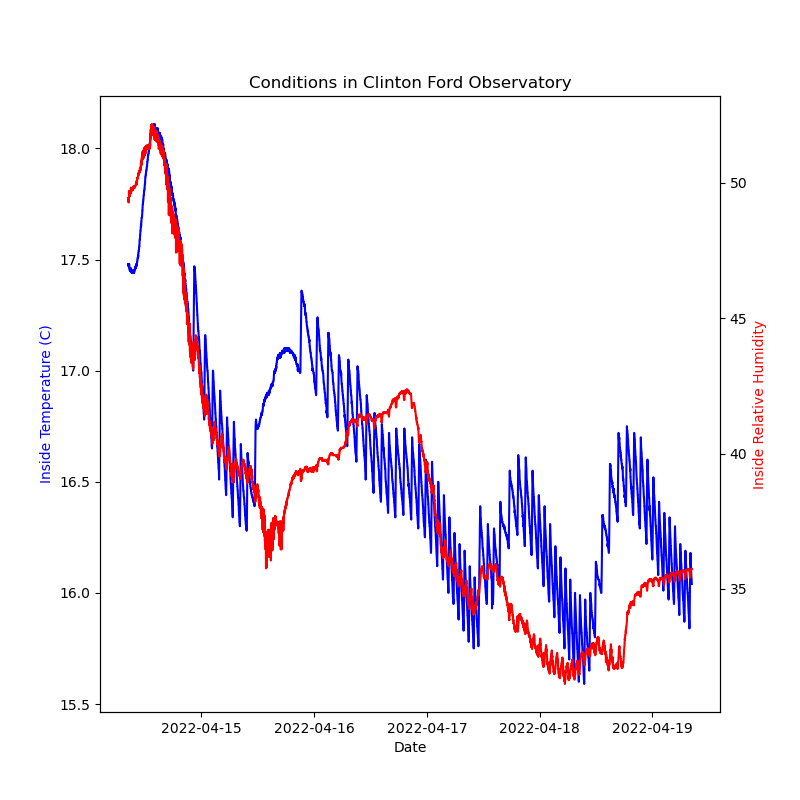 Conditions in Clinton Ford Observatory
Inside Temperature (C)
18.0
17.5
17.0
16.5
16.0
15.5
50
45
40
35
Inside Relative Humidity
2022-04-15 2022-04-16 2022-04-17 2022-04-18 2022-04-19
Date